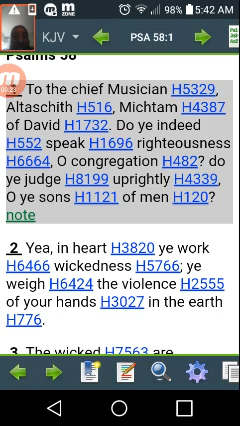 98% 5:42 AM
KJV PSA 58:1
Psalms 58
To the chief Musician H5329,
Altaschith H516, Michtam H4387
of David H1732. Do ye indeed
H552 speak H1696 righteousness
H6664, O congregation H482? do
ye judge H8199 uprightly H4339,
O ye sons H1121 of men H120?
note
2 Yea, in heart H3820 ye work
H6466 wickedness H5766; ye
weigh H6424 the violence H2555
of your hands H3027 in the earth
H776.
3 The wicked H7563 are